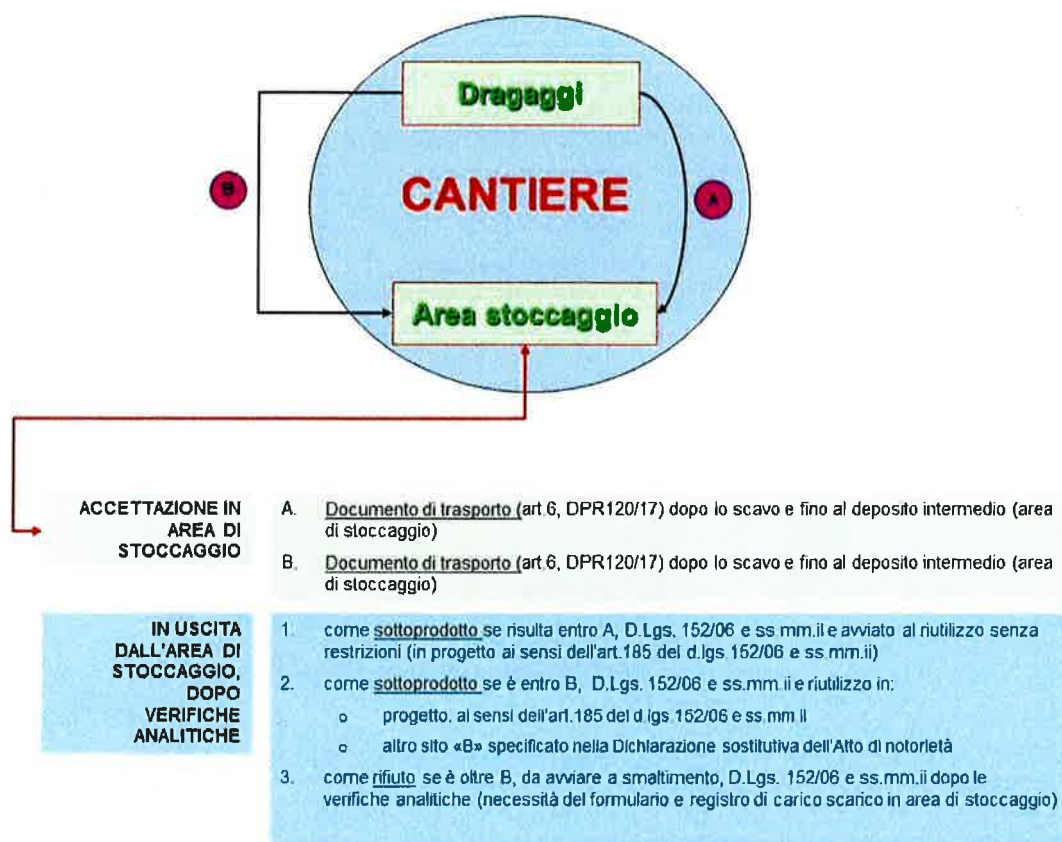 Dragaggi
B
CANTIERE
A
Area stoccaggio
ACCETTAZIONE IN
AREA DI
STOCCAGGIO
A. Documento di trasporto (art.6, DPR120/17) dopo lo scavo e fino al deposito intermedio (area
di stoccaggio)
B. Documento di trasporto (art.6, DPR120/17) dopo lo scavo e fino al deposito intermedio (area
di stoccaggio)
IN USCITA
DALL'AREA DI
STOCCAGGIO,
DOPO
VERIFICHE
ANALITICHE
1. come sottoprodotto se risulta entro A, D.Lgs. 152/06 e ss.mm.ii e avviato al riutilizzo senza
restrizioni (in progetto ai sensi dell'art.185 del d.lgs.152/06 e ss.mm.ii)
2. come sottoprodotto se è entro B, D.Lgs. 152/06 e ss.mm.ii e riutilizzo in:
o progetto, ai sensi dell'art.185 del d.lgs.152/06 e ss.mm.ii
o altro sito «B» specificato nella Dichiarazione sostitutiva dell'Atto di notorietà
3. come rifiuto se è oltre B, da avviare a smaltimento, D.Lgs. 152/06 e ss.mm.ii dopo le
verifiche analitiche (necessità del formulario e registro di carico scarico in area di stoccaggio)